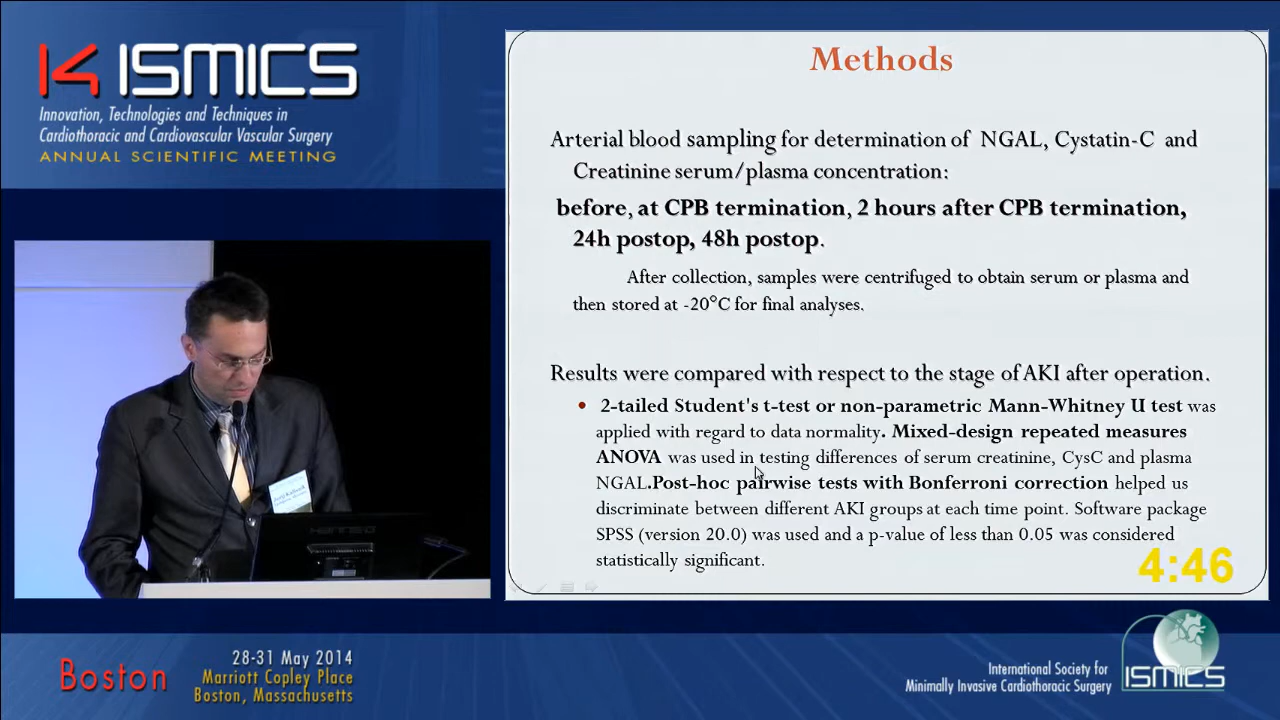 14 ISMICS
Innovation, Technologies and Techniques in
Cardiothoracic and Cardiovascular Vascular Surgery
ANNUAL SCIENTIFIC MEETING
Methods
Arterial blood sampling for determination of NGAL, Cystatin-C and
Creatinine serum/plasma concentration:
before, at CPB termination, 2 hours after CPB termination,
24h postop, 48h postop.
After collection, samples were centrifuged to obtain serum or plasma and
then stored at -20°C for final analyses.
Results were compared with respect to the stage of AKI after operation.
• 2-tailed Student's t-test or non-parametric Mann-Whitney U test was
applied with regard to data normality. Mixed-design repeated measures
ANOVA was used in testing differences of serum creatinine, CysC and plasma
NGAL.Post-hoc pairwise tests with Bonferroni correction helped us
discriminate between different AKI groups at each time point. Software package
SPSS (version 20.0) was used and a p-value of less than 0.05 was considered
statistically significant.
4:46
Boston
28-31 May 2014
Marriott Copley Place
Boston, Massachusetts
International Society for
Minimally Invasive Cardiothoracic Surgery
ISMICS